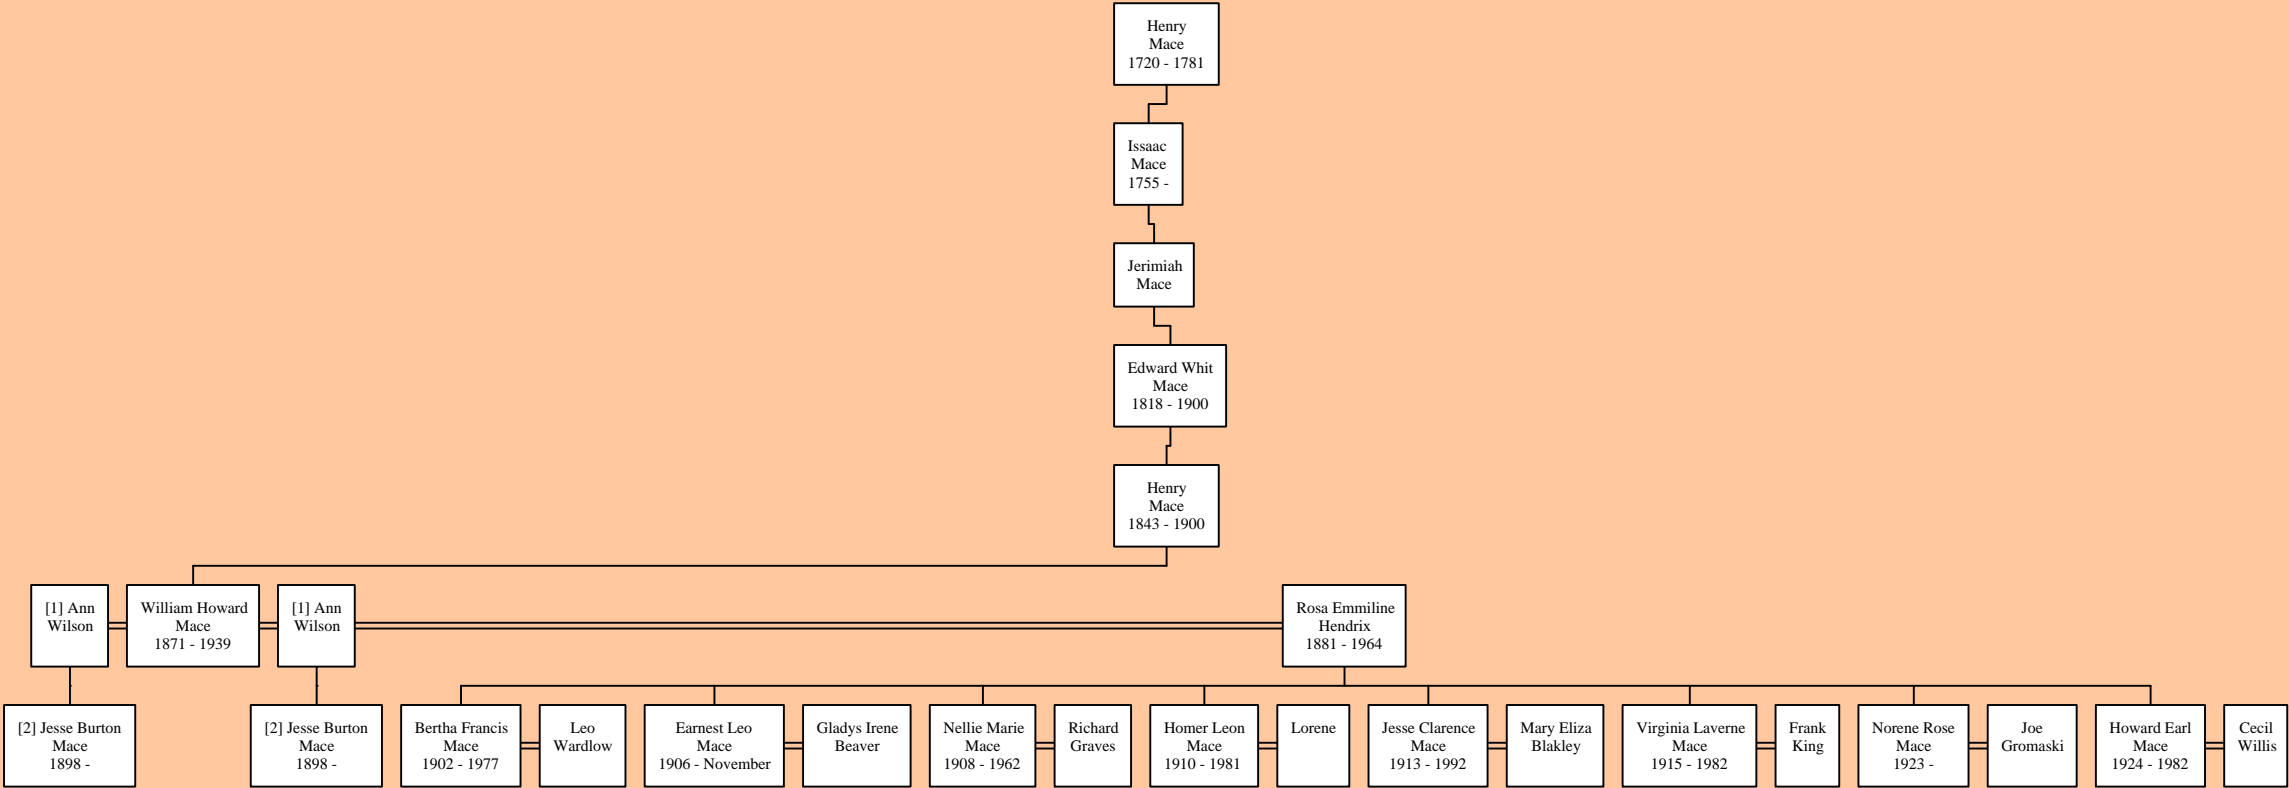 Henry
Mace
1720 - 1781
Issaac
Mace
1755 -
Jerimiah
Mace
Edward Whit
Mace
1818 - 1900
Henry
Mace
1843 - 1900
[1] Ann
Wilson
William Howard
Mace
1871 - 1939
[1] Ann
Wilson
Rosa Emmiline
Hendrix
1881 - 1964
[2] Jesse Burton
Mace
1898 -
[2] Jesse Burton
Mace
1898 -
Bertha Francis
Mace
1902 - 1977
Leo
Wardlow
Earnest Leo
Mace
1906 - November
Gladys Irene
Beaver
Nellie Marie
Mace
1908 - 1962
Richard
Graves
Homer Leon
Mace
1910 - 1981
Lorene
Jesse Clarence
Mace
1913 - 1992
Mary Eliza
Blakley
Virginia Laverne
Mace
1915 - 1982
Frank
King
Norene Rose
Mace
1923 -
Joe
Gromaski
Howard Earl
Mace
1924 - 1982
Cecil
Willis